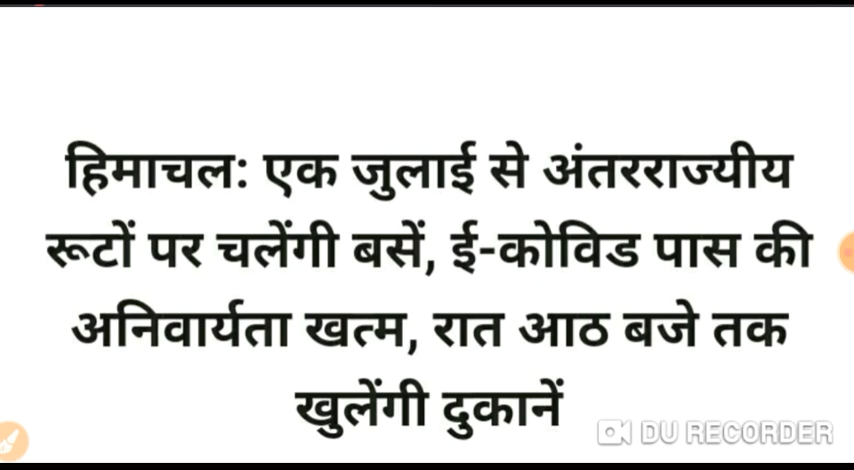 हिमाचल: एक जुलाई से अंतरराज्यीय
रूटों पर चलेंगी बसें, ई-कोविड पास की
अनिवार्यता खत्म, रात आठ बजे तक
खुलेंगी दुकानें
DU RECORDER